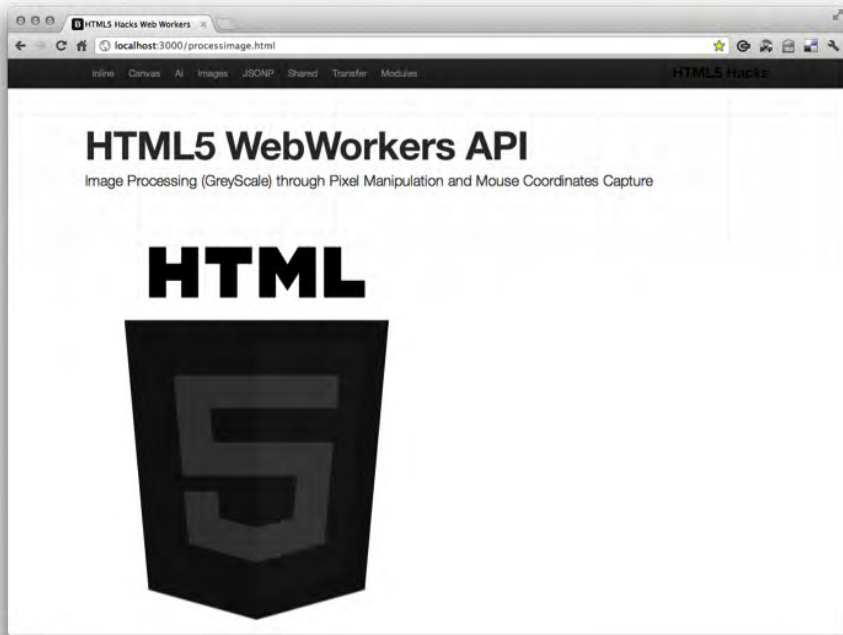 HTML5 Hacks Web Workers
localhost:3000/processimage.html
Inline Canvas AI Images JSONP Shared Transfer Modules HTML5 Hacks
HTML5 WebWorkers API
Image Processing (GreyScale) through Pixel Manipulation and Mouse Coordinates Capture
HTML
5